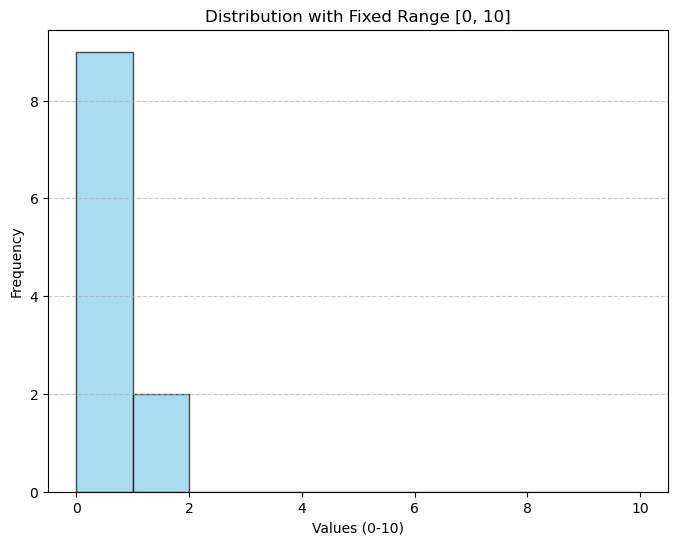 Distribution with Fixed Range [0, 10]
Frequency
8
6
4
2
0
0 2 4 6 8 10
Values (0-10)